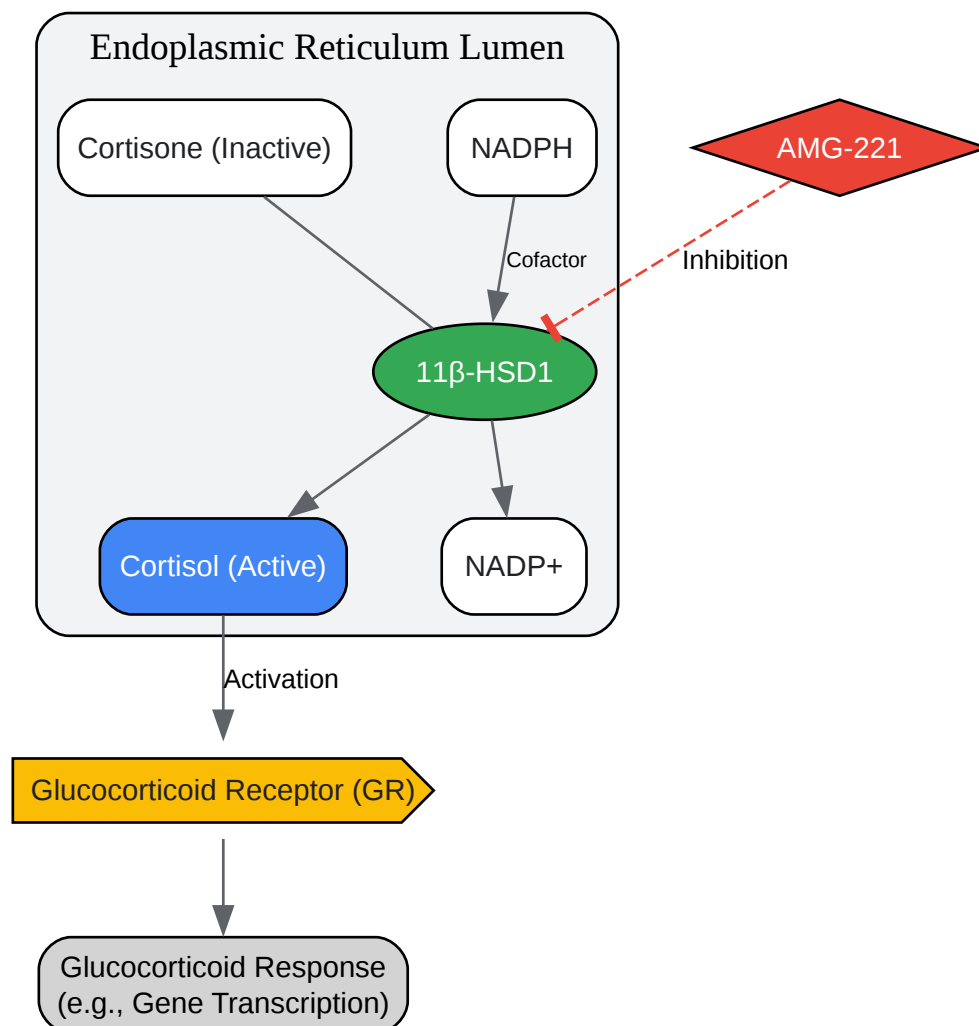 Endoplasmic Reticulum Lumen
Cortisone (Inactive)
NADPH
AMG-221
Cofactor
Inhibition
11β-HSD1
Cortisol (Active)
NADP+
Activation
Glucocorticoid Receptor (GR)
Glucocorticoid Response
(e.g., Gene Transcription)